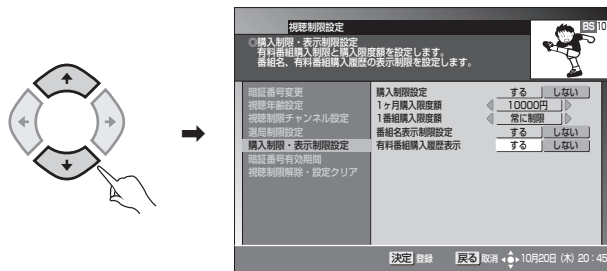 視聴制限設定
BS 10
◎購入制限・表示制限設定
有料番組購入制限と購入限度額を設定します。
番組名、有料番組購入履歴の表示制限を設定します。
暗証番号変更
視聴年齢設定
視聴制限チャンネル設定
選局制限設定
購入制限・表示制限設定
暗証番号有効期間
視聴制限解除・設定クリア
購入制限設定 する しない
1ヶ月購入限度額 10000円
1番組購入限度額 常に制限
番組名表示制限設定 する しない
有料番組購入履歴表示 する しない
決定 登録 戻る 取消 10月20日 (木) 20:45